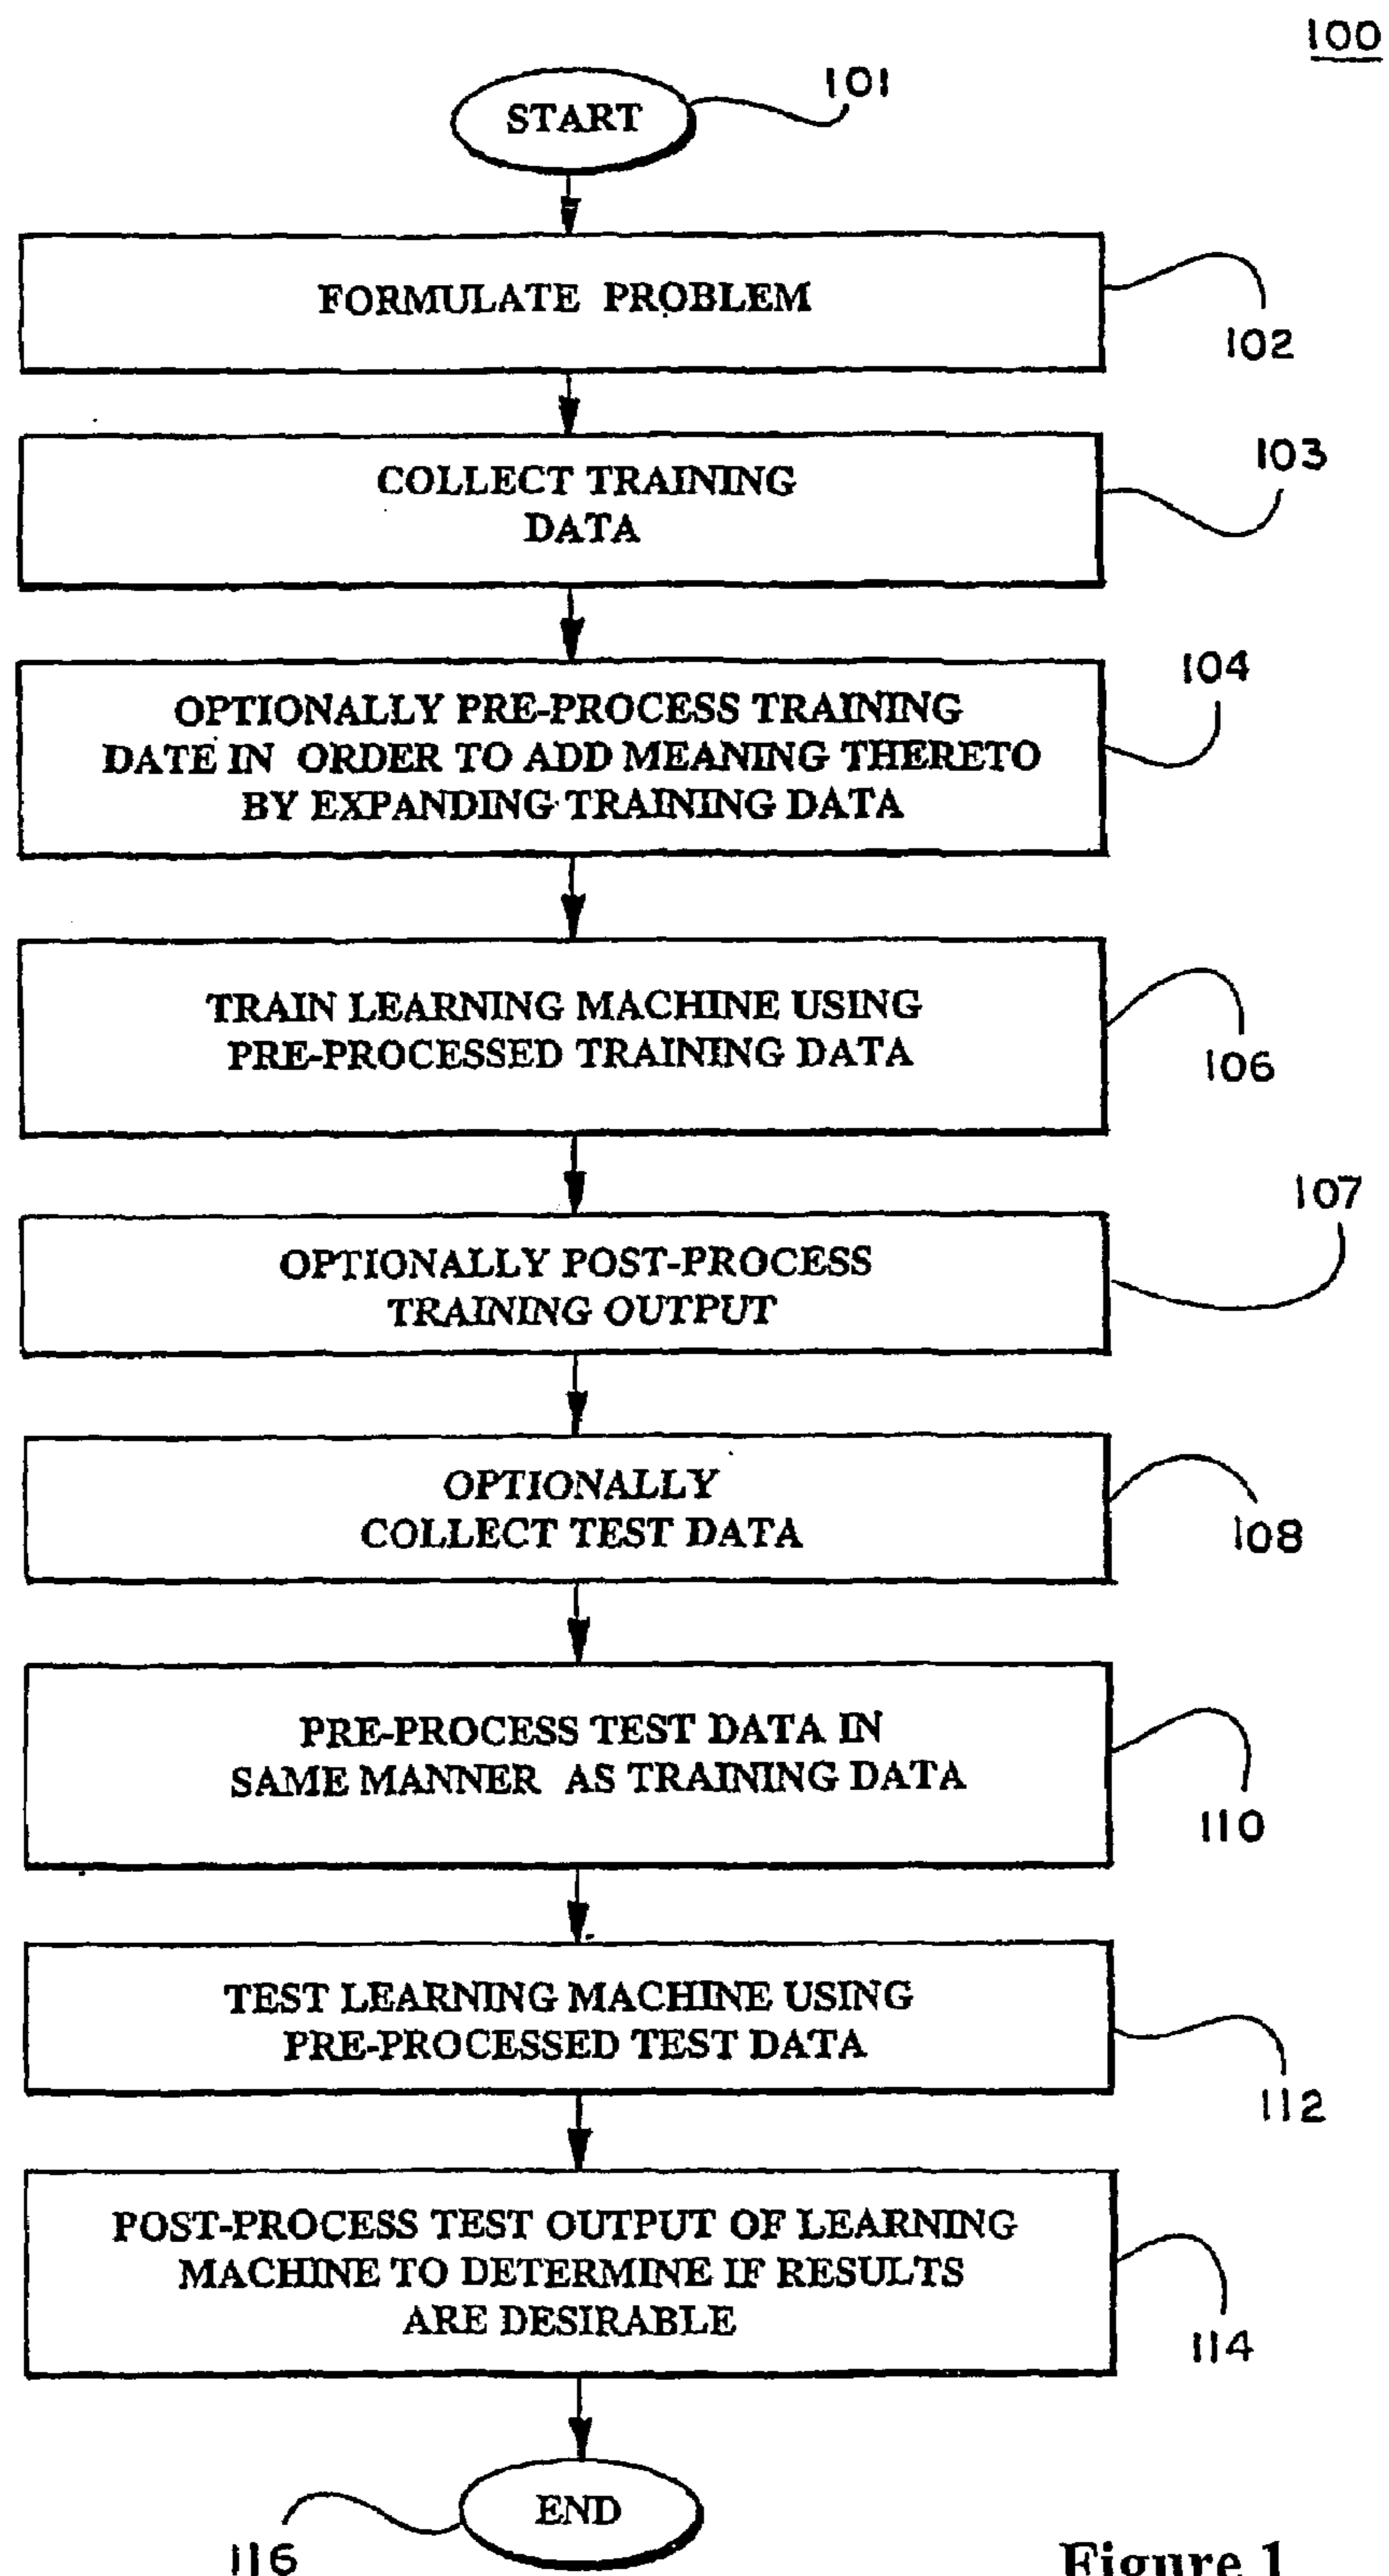 100
START
101
FORMULATE PROBLEM
102
COLLECT TRAINING
DATA
103
OPTIONALLY PRE-PROCESS TRAINING
DATE IN ORDER TO ADD MEANING THERETO
BY EXPANDING TRAINING DATA
104
TRAIN LEARNING MACHINE USING
PRE-PROCESSED TRAINING DATA
106
OPTIONALLY POST-PROCESS
TRAINING OUTPUT
107
OPTIONALLY
COLLECT TEST DATA
108
PRE-PROCESS TEST DATA IN
SAME MANNER AS TRAINING DATA
110
TEST LEARNING MACHINE USING
PRE-PROCESSED TEST DATA
112
POST-PROCESS TEST OUTPUT OF LEARNING
MACHINE TO DETERMINE IF RESULTS
ARE DESIRABLE
114
END
116
Figure 1